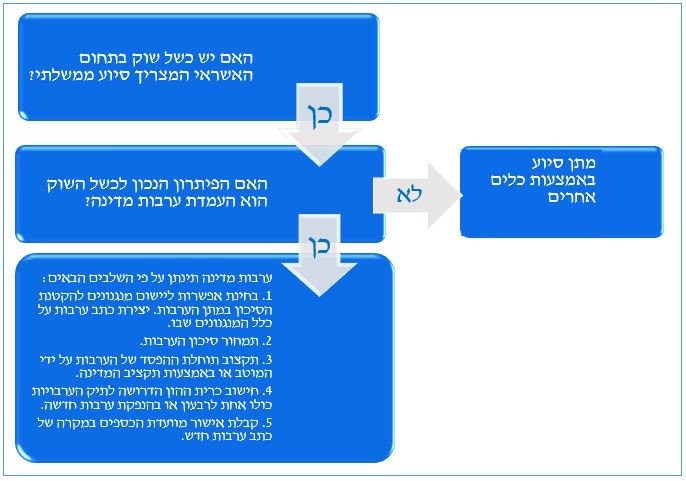 האם יש כשל שוק בתחום
האשראי המצריך סיוע ממשלתי?
כן
האם הפיתרון הנכון לכשל השוק
הוא העמדת ערבות מדינה?
לא
מתן סיוע
באמצעות כלים
אחרים
כן
ערבות מדינה תינתן על פי השלבים הבאים:
1. בחינת אפשרות ליישום מנגנונים להקטנת
הסיכון במתן הערבות. יצירת כתב ערבות על
כלל המנגנונים שבו.
2. תמחור סיכון הערבות.
3. תקצוב תוחלת ההפסד של הערבות על ידי
המוטב או באמצעות תקציב המדינה.
4. חישוב כרית ההון הדרושה לתיק הערבויות
כולו אחת לרבעון או בהנפקת ערבות חדשה.
5. קבלת אישור מוועדת הכספים במקרה של
כתב ערבות חדש.